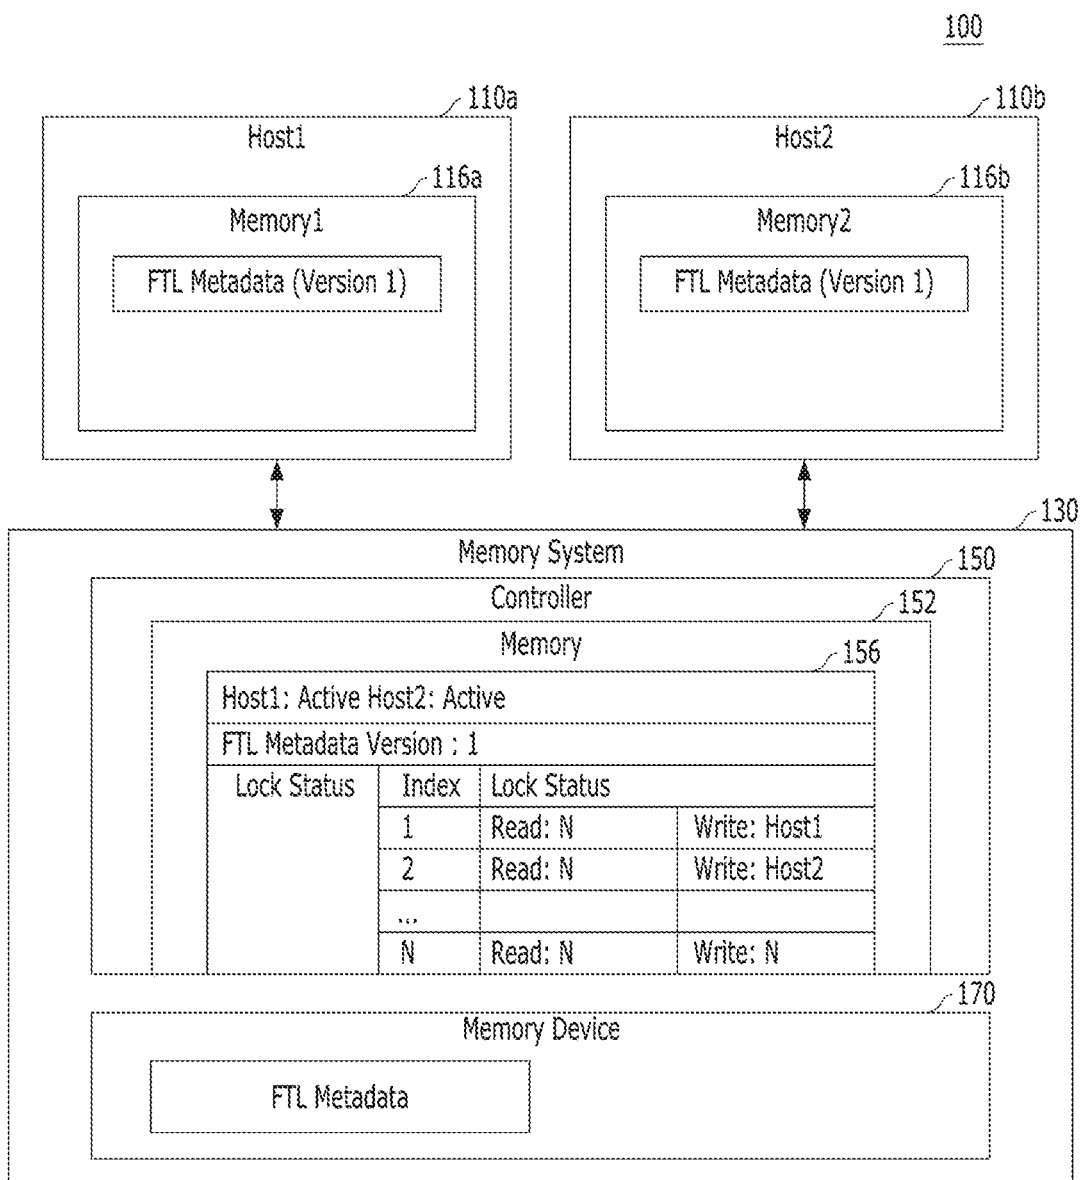 100
110a
110b
Host1
Host2
116a
116b
Memory1
Memory2
FTL Metadata (Version 1)
FTL Metadata (Version 1)
130
Memory System
150
Controller
152
Memory
156
Host1: Active Host2: Active
FTL Metadata Version : 1
Lock Status Index Lock Status
1 Read: N Write: Host1
2 Read: N Write: Host2
...
N Read: N Write: N
170
Memory Device
FTL Metadata